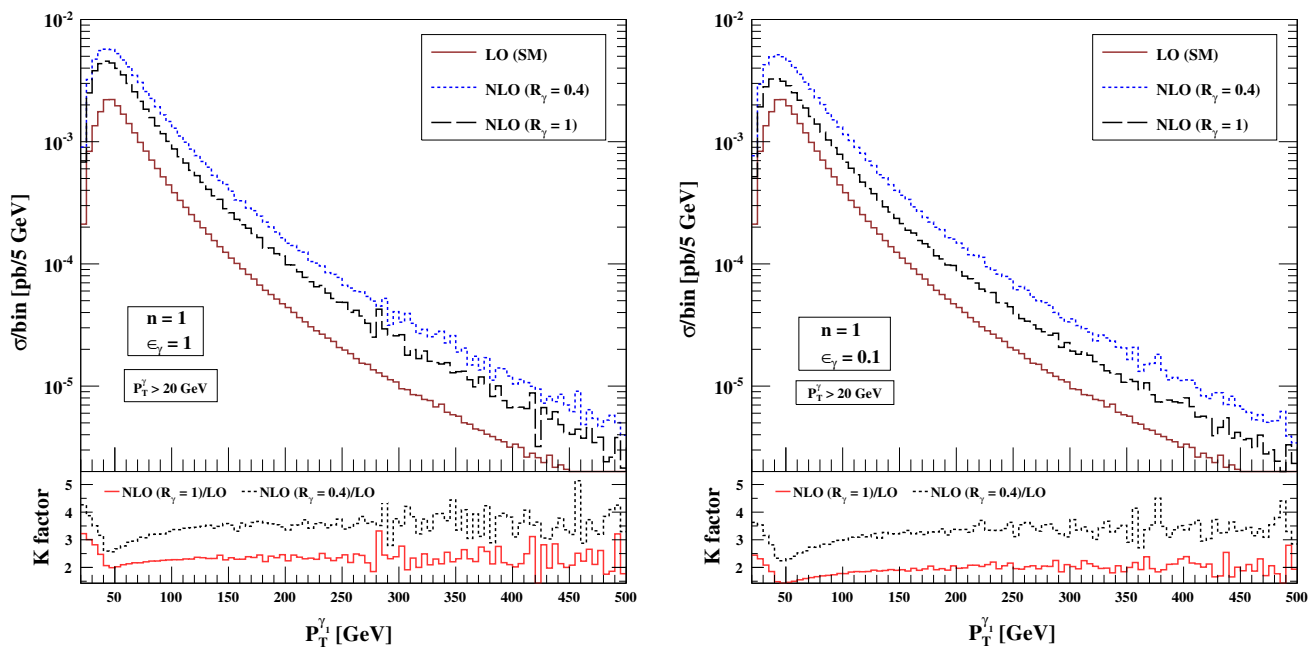 10⁻²
10⁻³
10⁻⁴
10⁻⁵
σ/bin [pb/5 GeV]
LO (SM)
NLO (R_γ = 0.4)
NLO (R_γ = 1)
n = 1
∈_γ = 1
P_T^γ > 20 GeV
K factor
5
4
3
2
NLO (R_γ = 1)/LO
NLO (R_γ = 0.4)/LO
50 100 150 200 250 300 350 400 450 500
P_T^γ₁ [GeV]
10⁻²
10⁻³
10⁻⁴
10⁻⁵
σ/bin [pb/5 GeV]
LO (SM)
NLO (R_γ = 0.4)
NLO (R_γ = 1)
n = 1
∈_γ = 0.1
P_T^γ > 20 GeV
K factor
5
4
3
2
NLO (R_γ = 1)/LO
NLO (R_γ = 0.4)/LO
50 100 150 200 250 300 350 400 450 500
P_T^γ₁ [GeV]